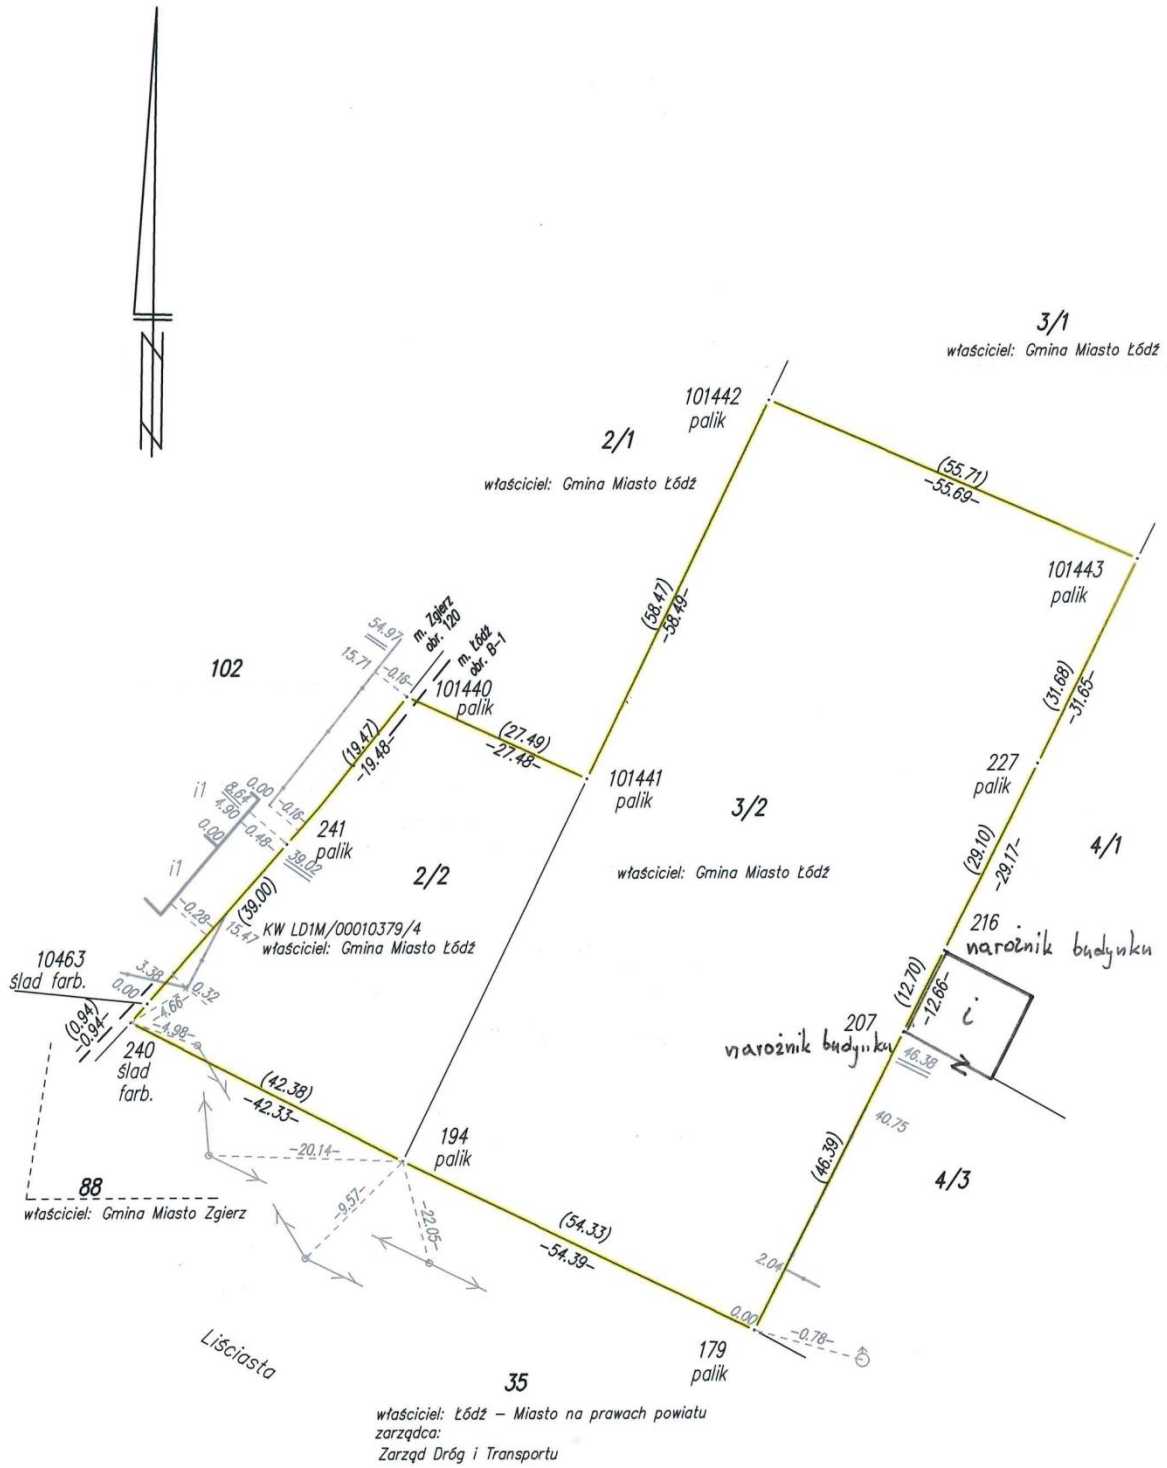 3/1
właściciel: Gmina Miasto Łódź
101442
palik
2/1
właściciel: Gmina Miasto Łódź
(55.71)
-55.69-
101443
palik
(58.47)
-58.49-
m. Zgierz
obr. 120
m. Łódź
obr. B-1
54.97
15.71
-0.16-
102
101440
palik
(31.68)
-31.65-
(19.47)
-19.48-
(27.49)
-27.48-
101441
palik
227
palik
i1
8.64
4.90
0.00
0.00
-0.16-
-0.48-
i1
241
palik
39.02
3/2
4/1
(29.10)
-29.17-
2/2
właściciel: Gmina Miasto Łódź
-0.28-
(39.00)
15.47
KW LD1M/00010379/4
właściciel: Gmina Miasto Łódź
216
narożnik budynku
10463
ślad farb.
3.38
0.00
0.32
4.66
-4.98-
(0.94)
-0.94-
(12.70)
-12.66-
i
207
narożnik budynku
46.38
240
ślad
farb.
(42.38)
-42.33-
40.75
194
palik
(46.39)
4/3
-20.14-
88
właściciel: Gmina Miasto Zgierz
-9.57-
-22.05-
(54.33)
-54.39-
2.04
0.00
-0.78-
Liściasta
179
palik
35
właściciel: Łódź – Miasto na prawach powiatu
zarządca:
Zarząd Dróg i Transportu